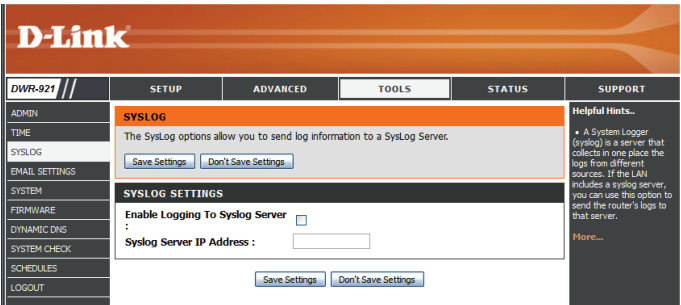 D-Link
DWR-921
SETUP
ADVANCED
TOOLS
STATUS
SUPPORT
ADMIN
TIME
SYSLOG
EMAIL SETTINGS
SYSTEM
FIRMWARE
DYNAMIC DNS
SYSTEM CHECK
SCHEDULES
LOGOUT
SYSLOG
The SysLog options allow you to send log information to a SysLog Server.
Save Settings
Don't Save Settings
SYSLOG SETTINGS
Enable Logging To Syslog Server
:
Syslog Server IP Address :
Save Settings
Don't Save Settings
Helpful Hints..
• A System Logger
(syslog) is a server that
collects in one place the
logs from different
sources. If the LAN
includes a syslog server,
you can use this option to
send the router's logs to
that server.
More...